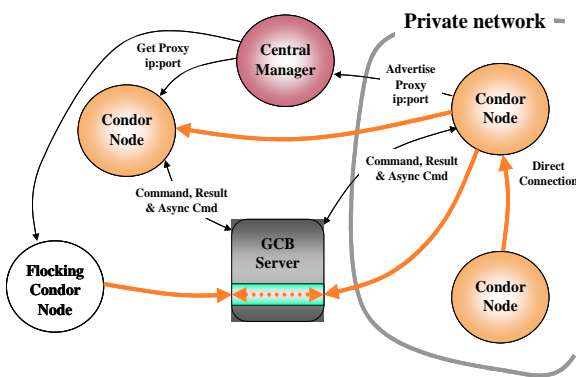 Private network
Get Proxy
ip:port
Central
Manager
Advertise
Proxy
ip:port
Condor
Node
Condor
Node
Command, Result
& Async Cmd
Direct
Connection
Command, Result
& Async Cmd
GCB
Server
Flocking
Condor
Node
Condor
Node